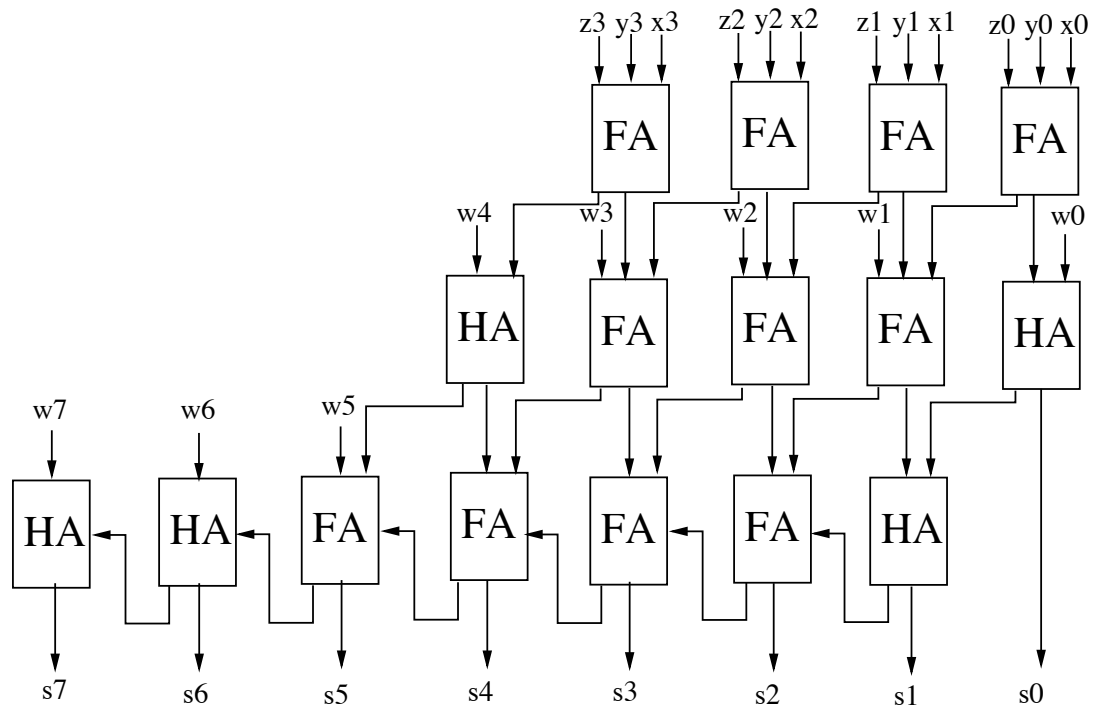 z3 y3 x3 z2 y2 x2 z1 y1 x1 z0 y0 x0
FA FA FA FA
w4 w3 w2 w1 w0
HA FA FA FA HA
w7 w6 w5
HA HA FA FA FA FA HA
s7 s6 s5 s4 s3 s2 s1 s0